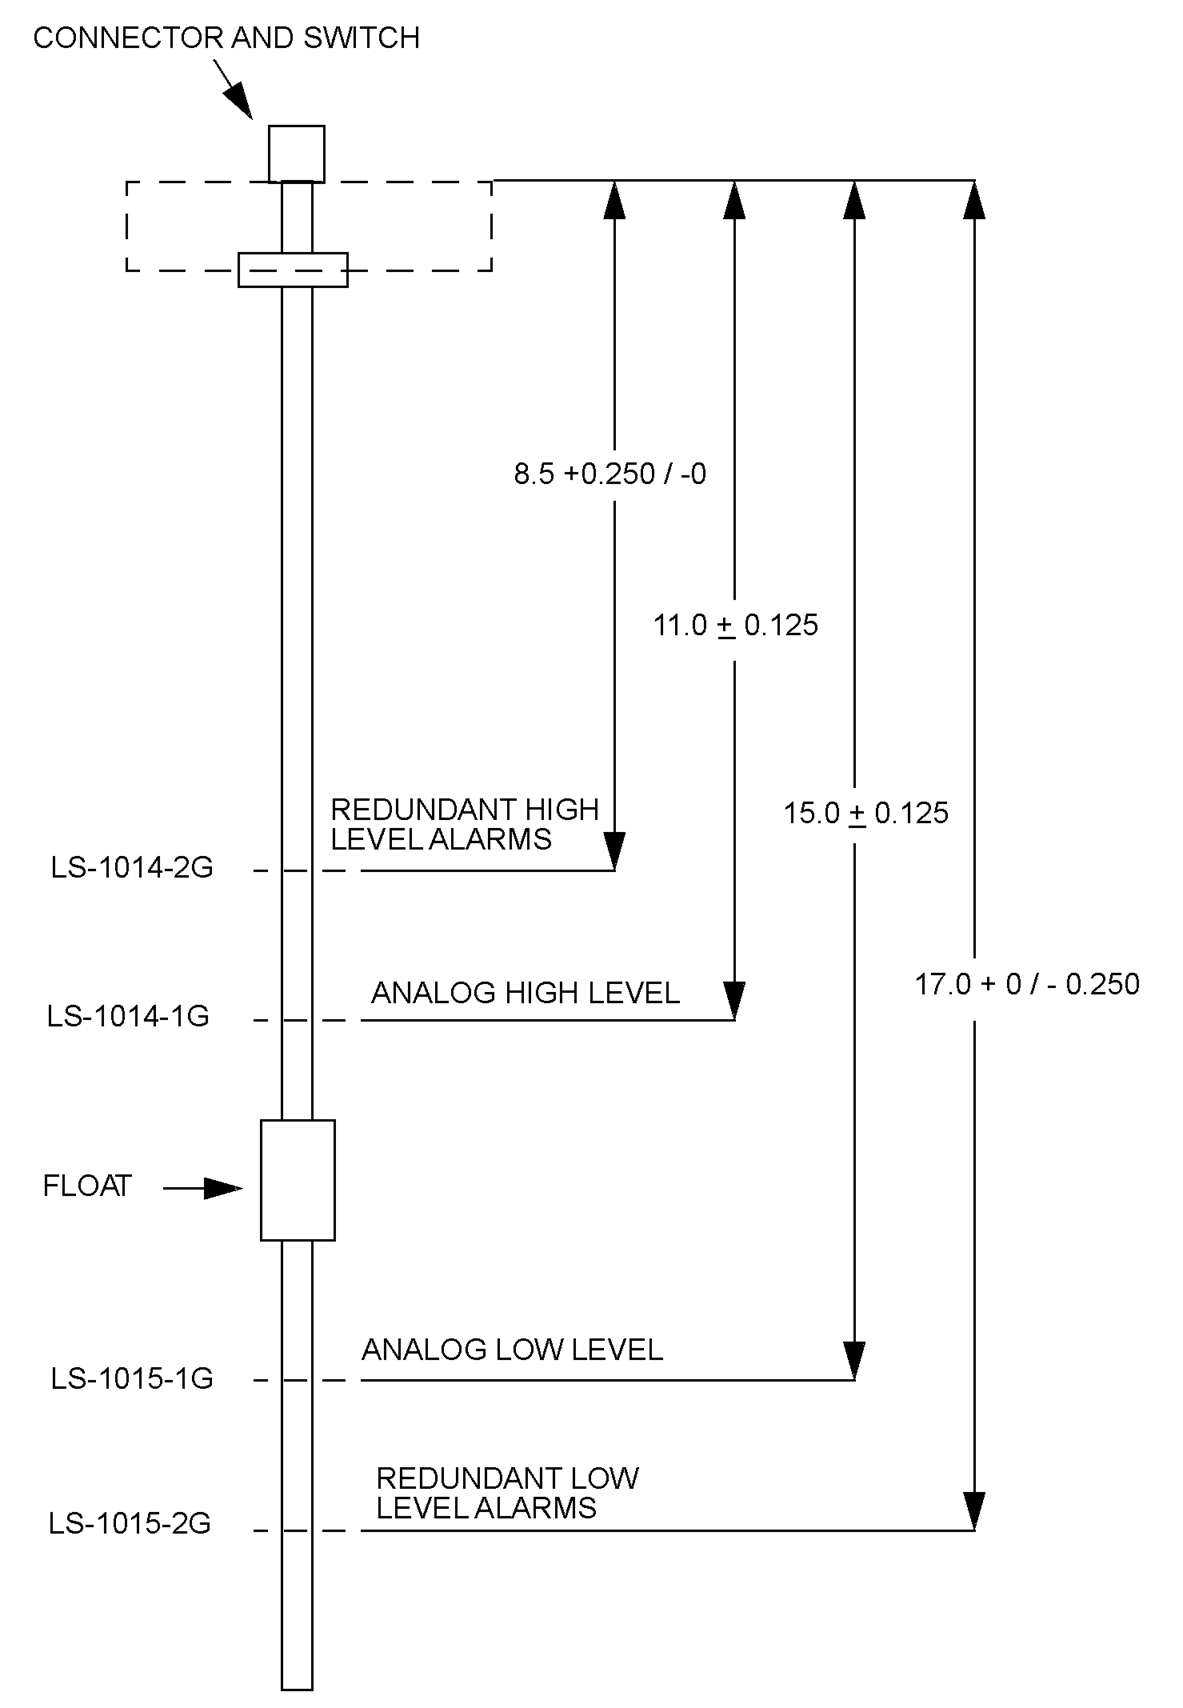 CONNECTOR AND SWITCH
8.5 +0.250 / -0
11.0 ± 0.125
15.0 ± 0.125
REDUNDANT HIGH
LEVEL ALARMS
LS-1014-2G
17.0 + 0 / - 0.250
ANALOG HIGH LEVEL
LS-1014-1G
FLOAT
ANALOG LOW LEVEL
LS-1015-1G
REDUNDANT LOW
LEVEL ALARMS
LS-1015-2G